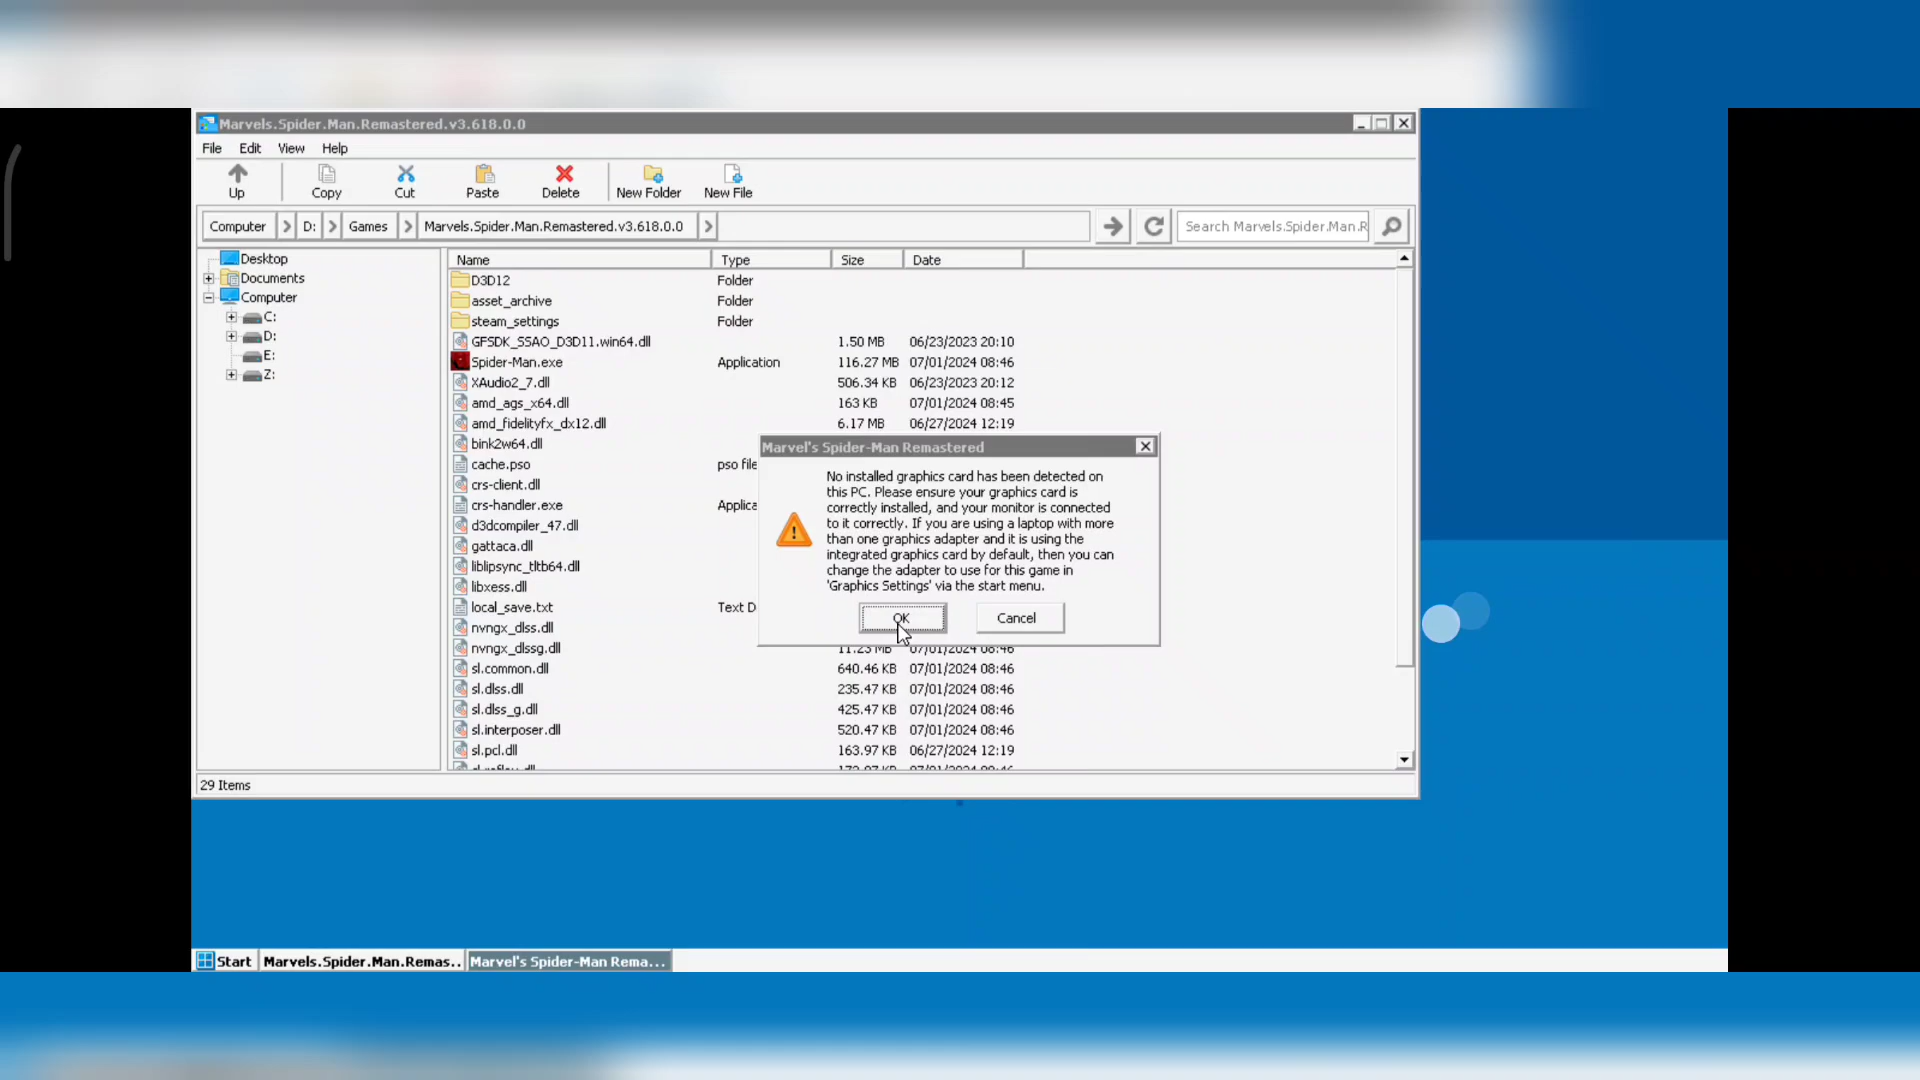 Marvels.Spider.Man.Remastered.v3.618.0.0
File Edit View Help
Up Copy Cut Paste Delete New Folder New File
Computer D: Games Marvels.Spider.Man.Remastered.v3.618.0.0 Search Marvels.Spider.Man.R
Desktop
Documents
Computer
C:
D:
E:
Z:
Name Type Size Date
D3D12 Folder
asset_archive Folder
steam_settings Folder
GFSDK_SSAO_D3D11.win64.dll 1.50 MB 06/23/2023 20:10
Spider-Man.exe Application 116.27 MB 07/01/2024 08:46
XAudio2_7.dll 506.34 KB 06/23/2023 20:12
amd_ags_x64.dll 163 KB 07/01/2024 08:45
amd_fidelityfx_dx12.dll 6.17 MB 06/27/2024 12:19
bink2w64.dll
cache.pso pso file
crs-client.dll
crs-handler.exe Applica
d3dcompiler_47.dll
gattaca.dll
liblipsync_tltb64.dll
libxess.dll
local_save.txt Text D
nvngx_dlss.dll
nvngx_dlssg.dll 11.23 MB 07/01/2024 08:46
sl.common.dll 640.46 KB 07/01/2024 08:46
sl.dlss.dll 235.47 KB 07/01/2024 08:46
sl.dlss_g.dll 425.47 KB 07/01/2024 08:46
sl.interposer.dll 520.47 KB 07/01/2024 08:46
sl.pcl.dll 163.97 KB 06/27/2024 12:19
Marvel's Spider-Man Remastered
No installed graphics card has been detected on
this PC. Please ensure your graphics card is
correctly installed, and your monitor is connected
to it correctly. If you are using a laptop with more
than one graphics adapter and it is using the
integrated graphics card by default, then you can
change the adapter to use for this game in
'Graphics Settings' via the start menu.
OK Cancel
29 Items
Start Marvels.Spider.Man.Remas.. Marvel's Spider-Man Rema...